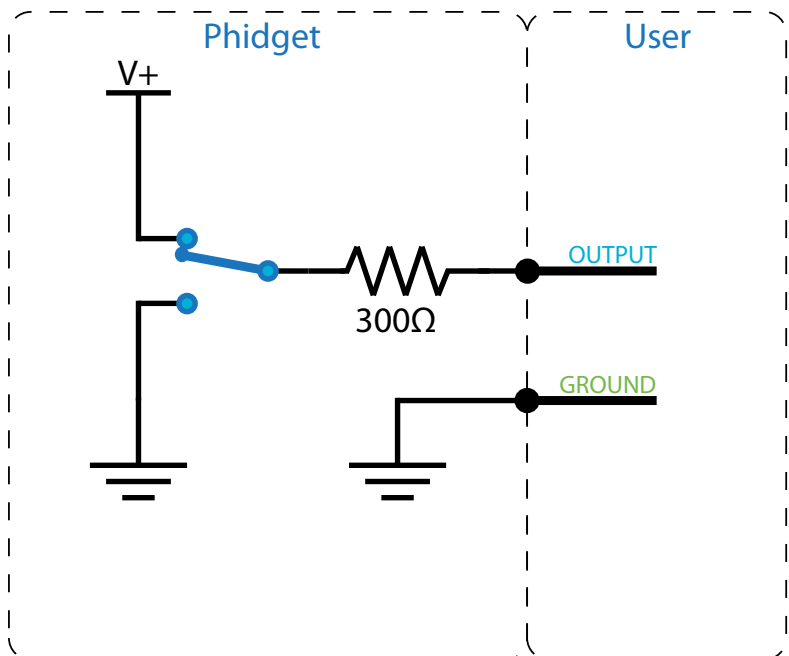 Phidget
User
V+
OUTPUT
300Ω
GROUND